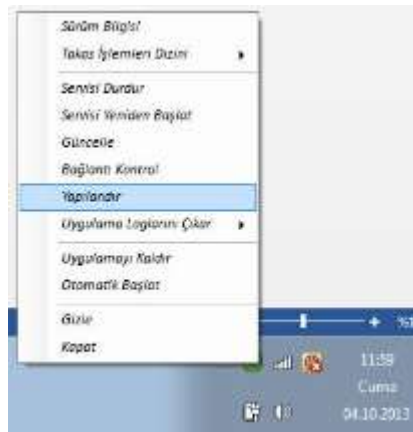 Sürüm Bilgisi
Takas İşlemleri Dizini
Servisi Durdur
Servisi Yeniden Başlat
Güncelle
Bağlantı Kontrol
Yapılandır
Uygulama Loglarını Çıkar
Uygulamayı Kaldır
Otomatik Başlat
Gizle
Kapat
11:59
Cuma
04.10.2013